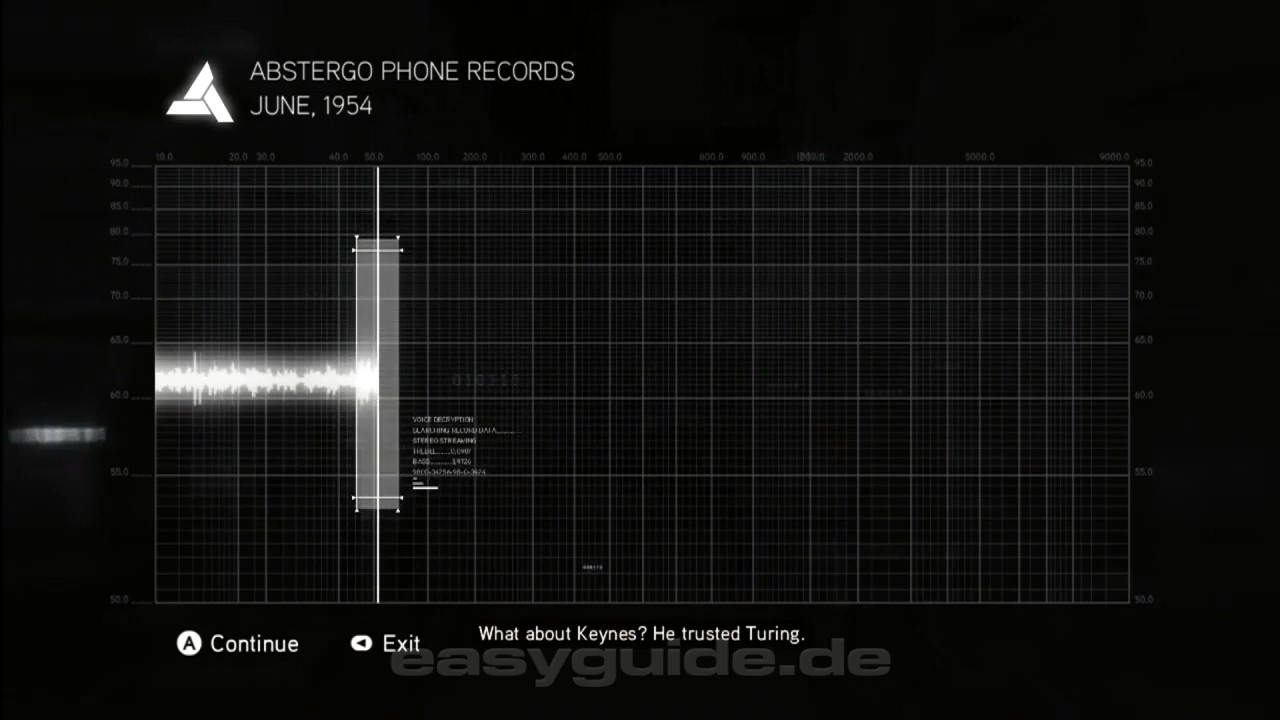 ABSTERGO PHONE RECORDS
JUNE, 1954
10.0 20.0 30.0 40.0 50.0 100.0 200.0 300.0 400.0 500.0 800.0 900.0 2000.0 5000.0 9000.0
95.0 95.0
90.0 90.0
85.0 85.0
80.0 80.0
75.0 75.0
70.0 70.0
65.0 65.0
010110
60.0 60.0
VOICE DECRYPTION
SEARCHING RECORD DATA
STEREO STREAMING
55.0 55.0
50.0 50.0
A Continue
Exit
What about Keynes? He trusted Turing.
easyguide.de